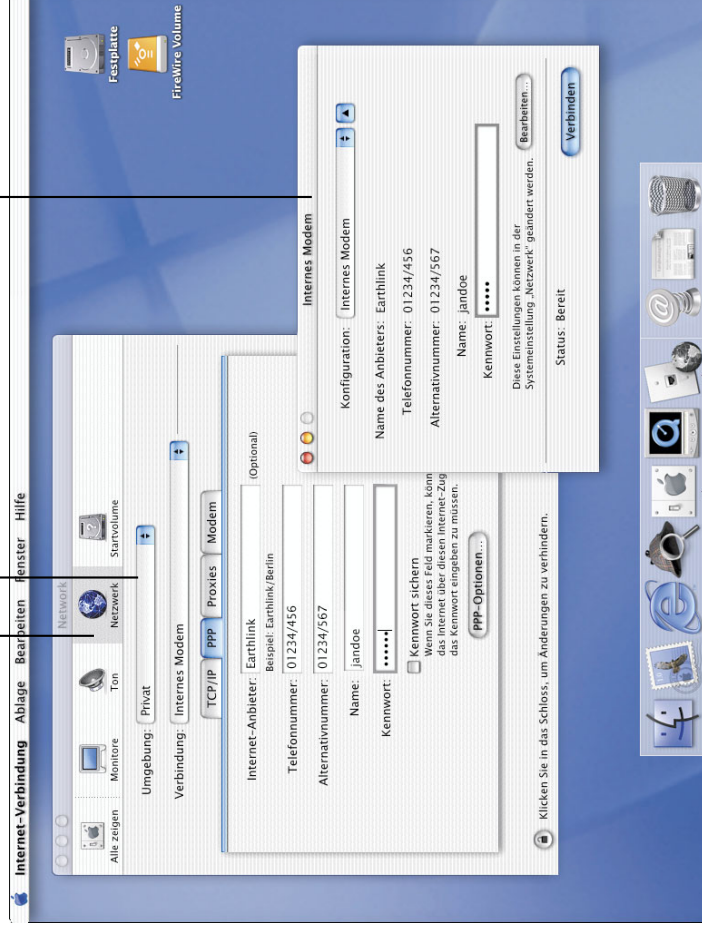 Internet-Verbindung Ablage Bearbeiten Fenster Hilfe
Festplatte
FireWire Volume
Network
Alle zeigen Monitore Ton Netzwerk Startvolume
Umgebung: Privat
Verbindung: Internes Modem
TCP/IP PPP Proxies Modem
Internet-Anbieter: Earthlink (Optional)
Beispiel: Earthlink/Berlin
Telefonnummer: 01234/456
Alternativnummer: 01234/567
Name: jandoe
Kennwort: ••••••
Kennwort sichern
Wenn Sie dieses Feld markieren, könn
das Internet über diesen Internet-Zug
das Kennwort eingeben zu müssen.
PPP-Optionen...
Klicken Sie in das Schloss, um Änderungen zu verhindern.
Internes Modem
Konfiguration: Internes Modem
Name des Anbieters: Earthlink
Telefonnummer: 01234/456
Alternativnummer: 01234/567
Name: jandoe
Kennwort: •••••
Diese Einstellungen können in der
Systemeinstellung „Netzwerk" geändert werden.
Bearbeiten...
Status: Bereit
Verbinden